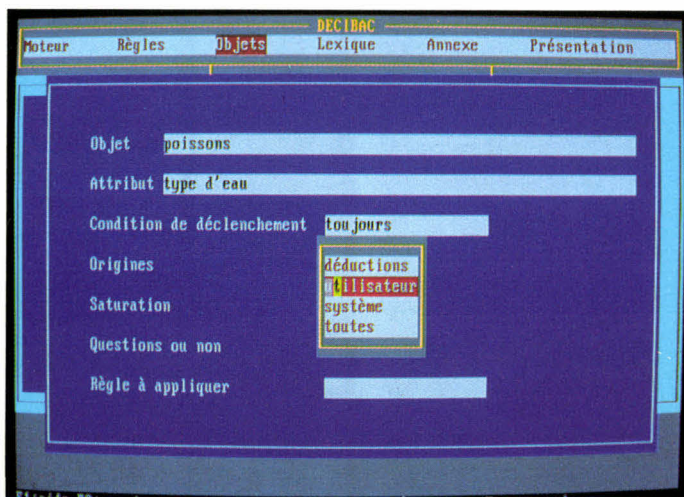 DECIBAC
Moteur Règles Objets Lexique Annexe Présentation
Objet poissons
Attribut type d'eau
Condition de déclenchement toujours
Origines déductions
utilisateur
Saturation système
toutes
Questions ou non
Règle à appliquer